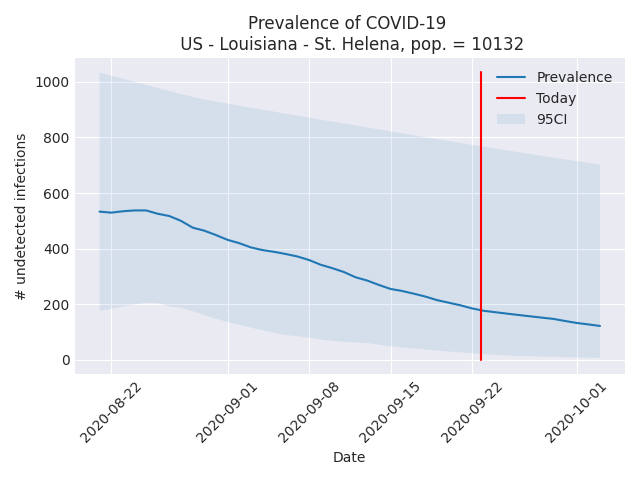 Prevalence of COVID-19
US - Louisiana - St. Helena, pop. = 10132
1000
800
600
400
200
0
# undetected infections
Prevalence
Today
95CI
2020-08-22
2020-09-01
2020-09-08
2020-09-15
2020-09-22
2020-10-01
Date